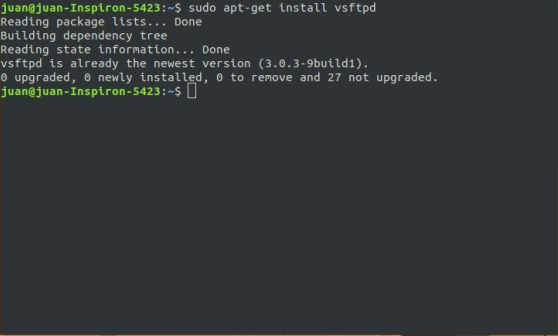 juan@juan-Inspiron-5423:~$ sudo apt-get install vsftpd
Reading package lists... Done
Building dependency tree
Reading state information... Done
vsftpd is already the newest version (3.0.3-9build1).
0 upgraded, 0 newly installed, 0 to remove and 27 not upgraded.
juan@juan-Inspiron-5423:~$